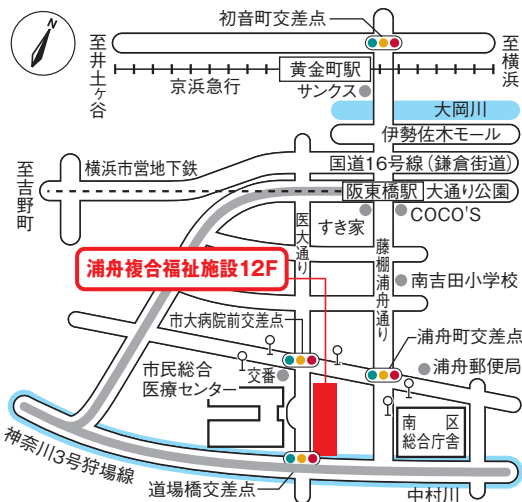 N
初音町交差点
至井土ヶ谷
至横浜
黄金町駅
京浜急行
サンクス
大岡川
伊勢佐木モール
横浜市営地下鉄
国道16号線(鎌倉街道)
至吉野町
阪東橋駅
大通り公園
医大通り
すき家
COCO'S
藤棚浦舟通り
浦舟複合福祉施設12F
南吉田小学校
市大病院前交差点
浦舟町交差点
市民総合
医療センター
交番
浦舟郵便局
南区
総合庁舎
神奈川3号狩場線
道場橋交差点
中村川